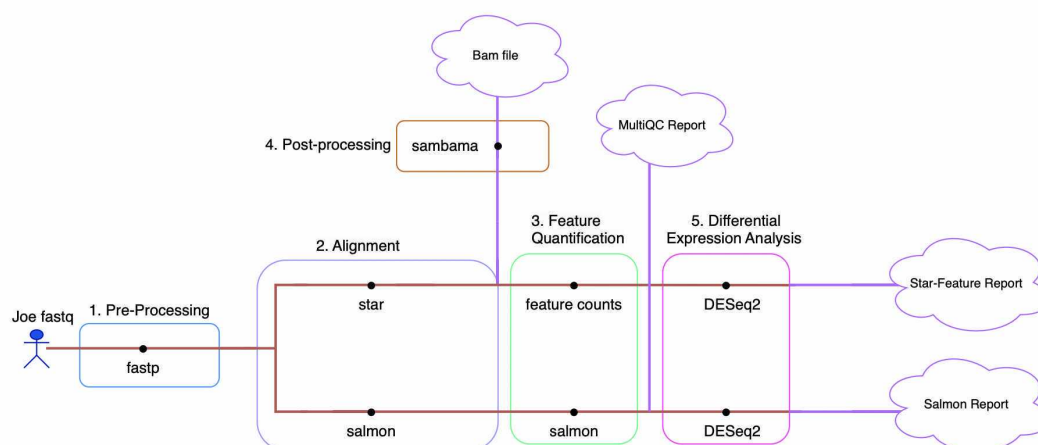 Bam file
MultiQC Report
4. Post-processing
sambama
3. Feature
Quantification
5. Differential
Expression Analysis
2. Alignment
Joe fastq
1. Pre-Processing
fastp
star
feature counts
DESeq2
Star-Feature Report
salmon
salmon
DESeq2
Salmon Report